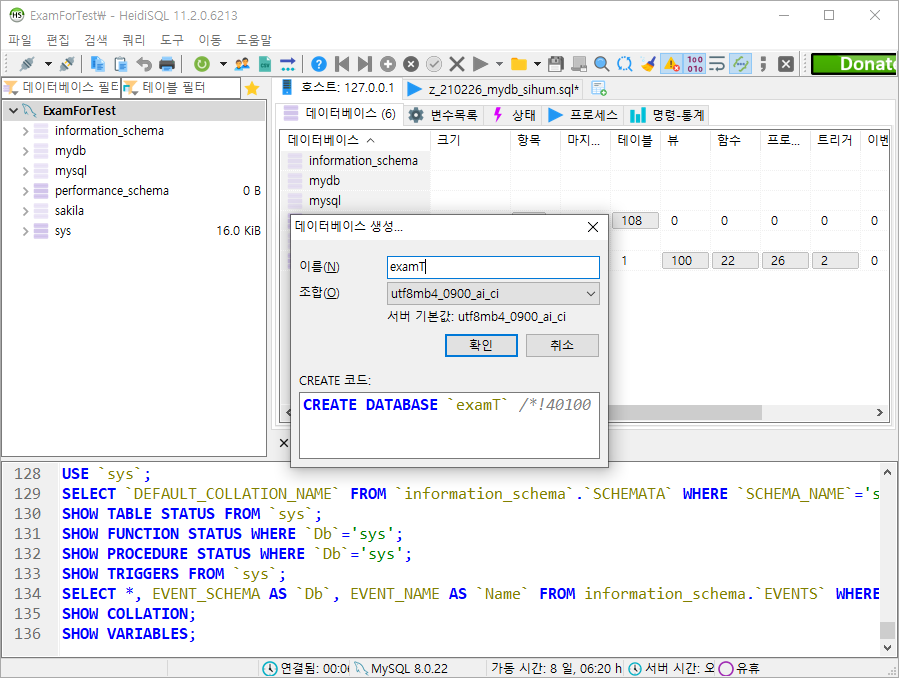 ExamForTest\ - HeidiSQL 11.2.0.6213
파일 편집 검색 쿼리 도구 이동 도움말
Donate
데이터베이스 필터 테이블 필터
호스트: 127.0.0.1 z_210226_mydb_sihum.sql*
데이터베이스 (6) 변수목록 상태 프로세스 명령-통계
ExamForTest
information_schema
mydb
mysql
performance_schema 0 B
sakila
sys 16.0 KiB
데이터베이스 크기 항목 마지... 테이블 뷰 함수 프로... 트리거 이벤
information_schema
mydb
mysql
108 0 0 0 0 0
1 100 22 26 2 0
데이터베이스 생성...
이름(N) examT
조합(O) utf8mb4_0900_ai_ci
서버 기본값: utf8mb4_0900_ai_ci
확인 취소
CREATE 코드:
CREATE DATABASE `examT` /*!40100
128 USE `sys`;
129 SELECT `DEFAULT_COLLATION_NAME` FROM `information_schema`.`SCHEMATA` WHERE `SCHEMA_NAME`='s
130 SHOW TABLE STATUS FROM `sys`;
131 SHOW FUNCTION STATUS WHERE `Db`='sys';
132 SHOW PROCEDURE STATUS WHERE `Db`='sys';
133 SHOW TRIGGERS FROM `sys`;
134 SELECT *, EVENT_SCHEMA AS `Db`, EVENT_NAME AS `Name` FROM information_schema.`EVENTS` WHERE
135 SHOW COLLATION;
136 SHOW VARIABLES;
연결됨: 00:0 MySQL 8.0.22 가동 시간: 8 일, 06:20 h 서버 시간: 오 유휴